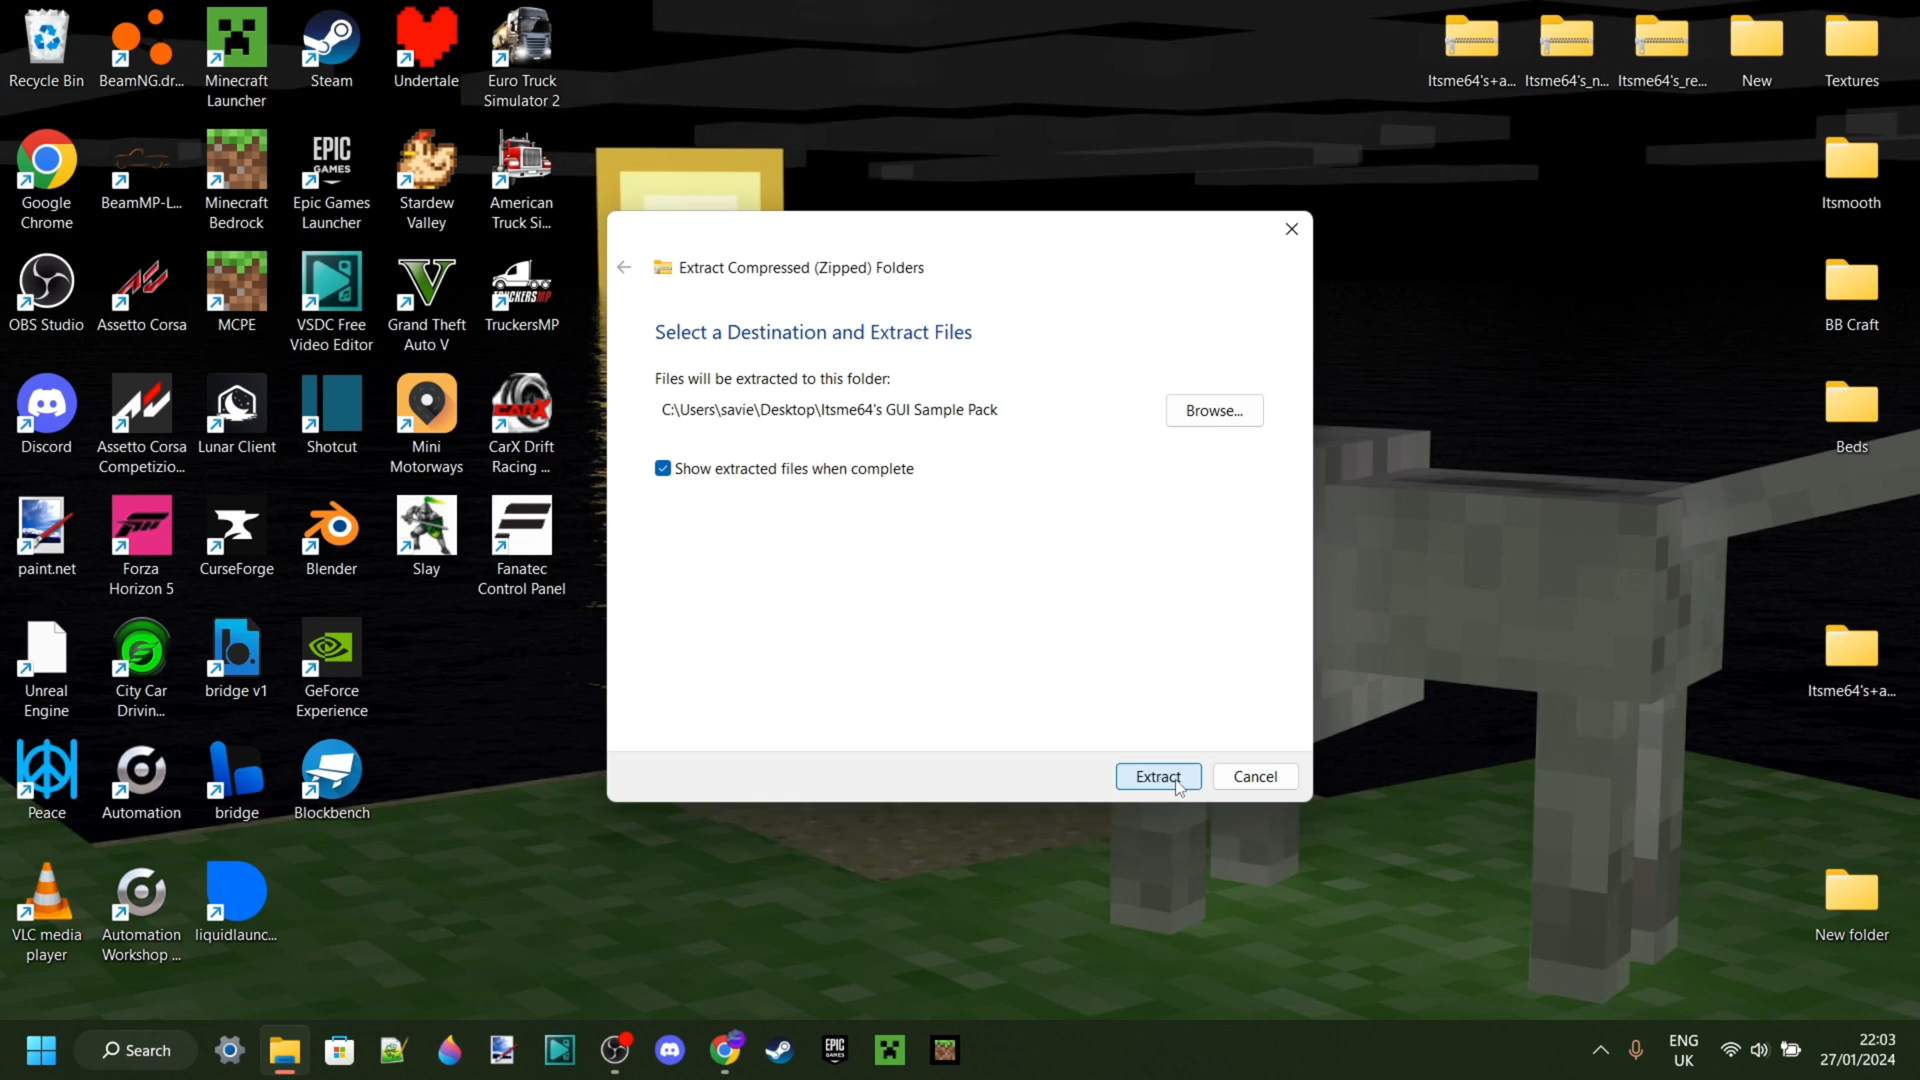 Recycle Bin
BeamNG.dr...
Minecraft
Launcher
Steam
Undertale
Euro Truck
Simulator 2
Itsme64's+a...
Itsme64's_n...
Itsme64's_re...
New
Textures
Google
Chrome
BeamMP-L...
Minecraft
Bedrock
EPIC
GAMES
Epic Games
Launcher
Stardew
Valley
American
Truck Si...
Itsmooth
OBS Studio
Assetto Corsa
MCPE
VSDC Free
Video Editor
Grand Theft
Auto V
TruckersMP
BB Craft
Discord
Assetto Corsa
Competizio...
Lunar Client
Shotcut
Mini
Motorways
CARX
CarX Drift
Racing ...
Beds
paint.net
Forza
Horizon 5
CurseForge
Blender
Slay
Fanatec
Control Panel
Unreal
Engine
City Car
Drivin...
bridge v1
GeForce
Experience
Itsme64's+a...
Peace
Automation
bridge
Blockbench
VLC media
player
Automation
Workshop ...
liquidlaunc...
New folder
Extract Compressed (Zipped) Folders
Select a Destination and Extract Files
Files will be extracted to this folder:
C:\Users\savie\Desktop\Itsme64's GUI Sample Pack
Browse...
Show extracted files when complete
Extract
Cancel
Search
EPIC
GAMES
ENG
UK
22:03
27/01/2024